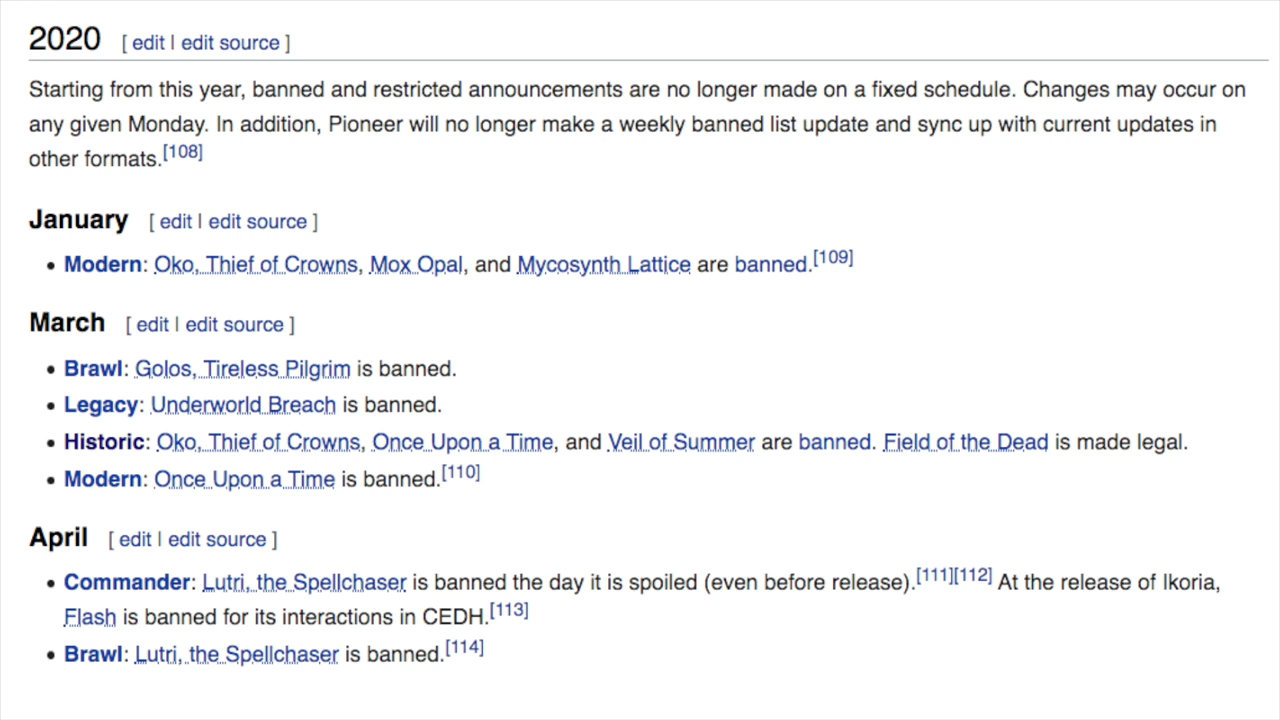 2020 [ edit | edit source ]
Starting from this year, banned and restricted announcements are no longer made on a fixed schedule. Changes may occur on
any given Monday. In addition, Pioneer will no longer make a weekly banned list update and sync up with current updates in
other formats.[108]
January [ edit | edit source ]
• Modern: Oko, Thief of Crowns, Mox Opal, and Mycosynth Lattice are banned.[109]
March [ edit | edit source ]
• Brawl: Golos, Tireless Pilgrim is banned.
• Legacy: Underworld Breach is banned.
• Historic: Oko, Thief of Crowns, Once Upon a Time, and Veil of Summer are banned. Field of the Dead is made legal.
• Modern: Once Upon a Time is banned.[110]
April [ edit | edit source ]
• Commander: Lutri, the Spellchaser is banned the day it is spoiled (even before release).[111][112] At the release of Ikoria,
Flash is banned for its interactions in CEDH.[113]
• Brawl: Lutri, the Spellchaser is banned.[114]